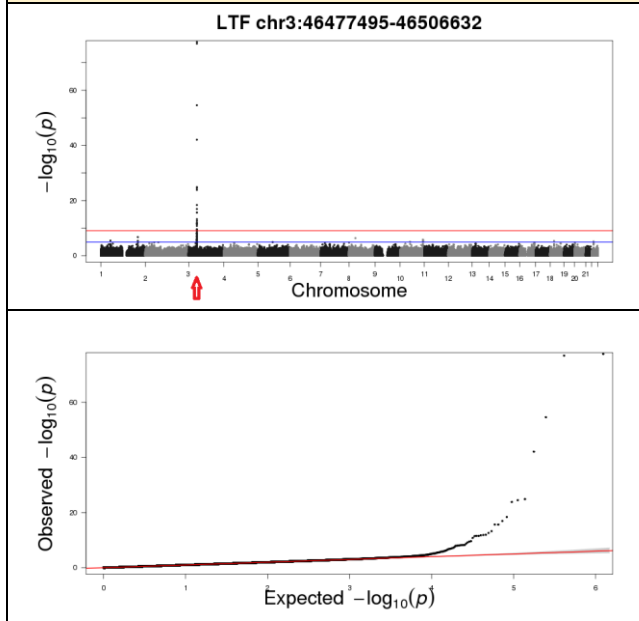 LTF chr3:46477495-46506632
−log₁₀(p)
60
40
20
0
1 2 3 4 5 6 7 8 9 10 11 12 13 14 15 16 17 18 19 20 21
Chromosome
Observed −log₁₀(p)
60
40
20
0
0 1 2 3 4 5 6
Expected −log₁₀(p)